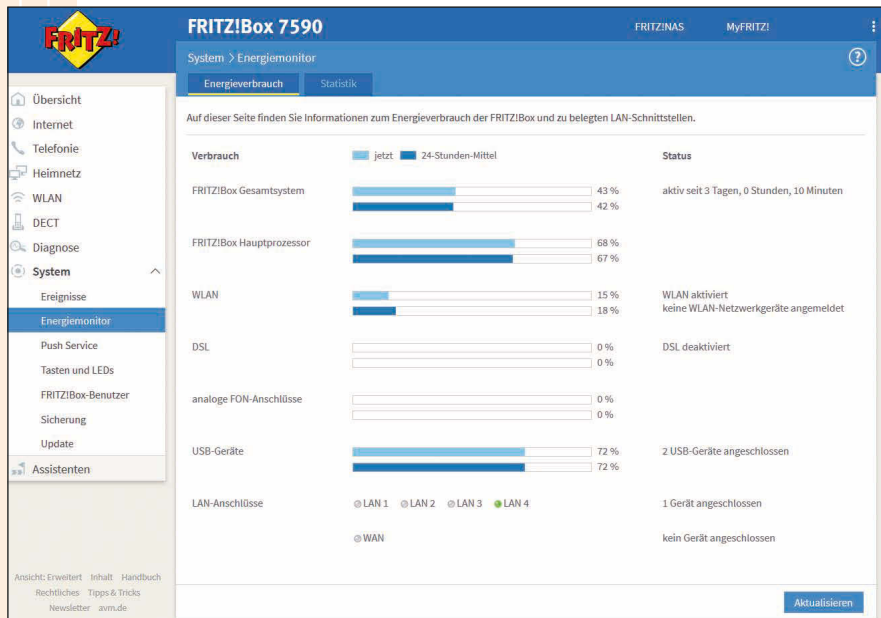 FRITZ!
FRITZ!Box 7590
FRITZ!NAS MyFRITZ!
System > Energiemonitor
Energieverbrauch Statistik
Übersicht
Internet
Telefonie
Heimnetz
WLAN
DECT
Diagnose
System
Ereignisse
Energiemonitor
Push Service
Tasten und LEDs
FRITZ!Box-Benutzer
Sicherung
Update
Assistenten
Ansicht: Erweitert Inhalt Handbuch
Rechtliches Tipps & Tricks
Newsletter avm.de
Auf dieser Seite finden Sie Informationen zum Energieverbrauch der FRITZ!Box und zu belegten LAN-Schnittstellen.
Verbrauch jetzt 24-Stunden-Mittel Status
FRITZ!Box Gesamtsystem 43 % aktiv seit 3 Tagen, 0 Stunden, 10 Minuten
42 %
FRITZ!Box Hauptprozessor 68 %
67 %
WLAN 15 % WLAN aktiviert
18 % keine WLAN-Netzwerkgeräte angemeldet
DSL 0 % DSL deaktiviert
0 %
analoge FON-Anschlüsse 0 %
0 %
USB-Geräte 72 % 2 USB-Geräte angeschlossen
72 %
LAN-Anschlüsse LAN 1 LAN 2 LAN 3 LAN 4 1 Gerät angeschlossen
WAN kein Gerät angeschlossen
Aktualisieren